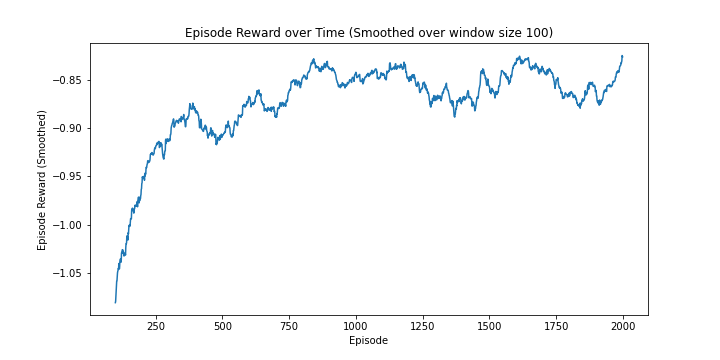 Episode Reward over Time (Smoothed over window size 100)
Episode Reward (Smoothed)
−0.85
−0.90
−0.95
−1.00
−1.05
250 500 750 1000 1250 1500 1750 2000
Episode